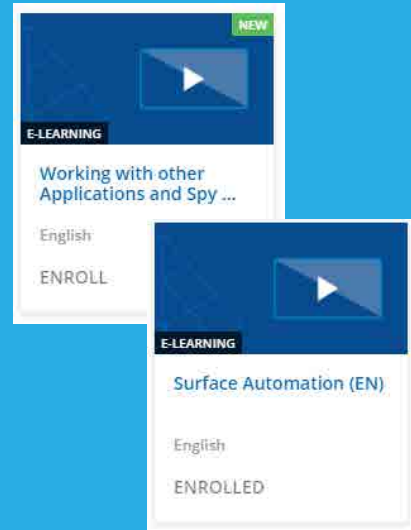 NEW
E-LEARNING
Working with other
Applications and Spy ...
English
ENROLL
E-LEARNING
Surface Automation (EN)
English
ENROLLED